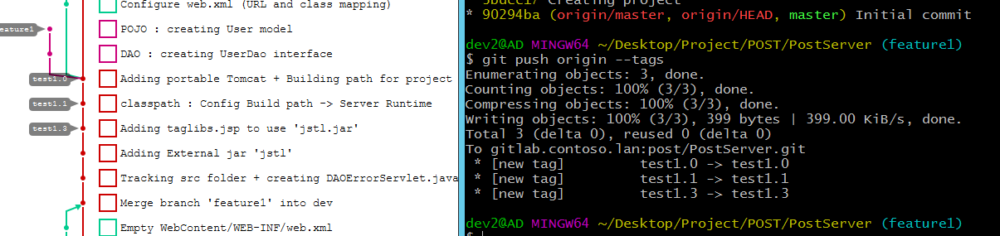 Configure web.xml (URL and class mapping)
feature1
POJO : creating User model
DAO : creating UserDao interface
test1.0
Adding portable Tomcat + Building path for project
test1.1
classpath : Config Build path -> Server Runtime
test1.3
Adding taglibs.jsp to use 'jstl.jar'
Adding External jar 'jstl'
Tracking src folder + creating DAOErrorServlet.java
Merge branch 'feature1' into dev
Empty WebContent/WEB-INF/web.xml
creating project
* 90294ba (origin/master, origin/HEAD, master) Initial commit
dev2@AD MINGW64 ~/Desktop/Project/POST/PostServer (feature1)
$ git push origin --tags
Enumerating objects: 3, done.
Counting objects: 100% (3/3), done.
Compressing objects: 100% (3/3), done.
Writing objects: 100% (3/3), 399 bytes | 399.00 KiB/s, done.
Total 3 (delta 0), reused 0 (delta 0)
To gitlab.contoso.lan:post/PostServer.git
* [new tag] test1.0 -> test1.0
* [new tag] test1.1 -> test1.1
* [new tag] test1.3 -> test1.3
dev2@AD MINGW64 ~/Desktop/Project/POST/PostServer (feature1)
$